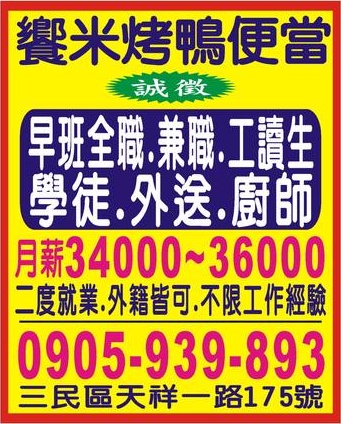 饗米烤鴨便當
誠徵
早班全職.兼職.工讀生
學徒.外送.廚師
月薪34000~36000
二度就業.外籍皆可.不限工作經驗
0905-939-893
三民區天祥一路175號